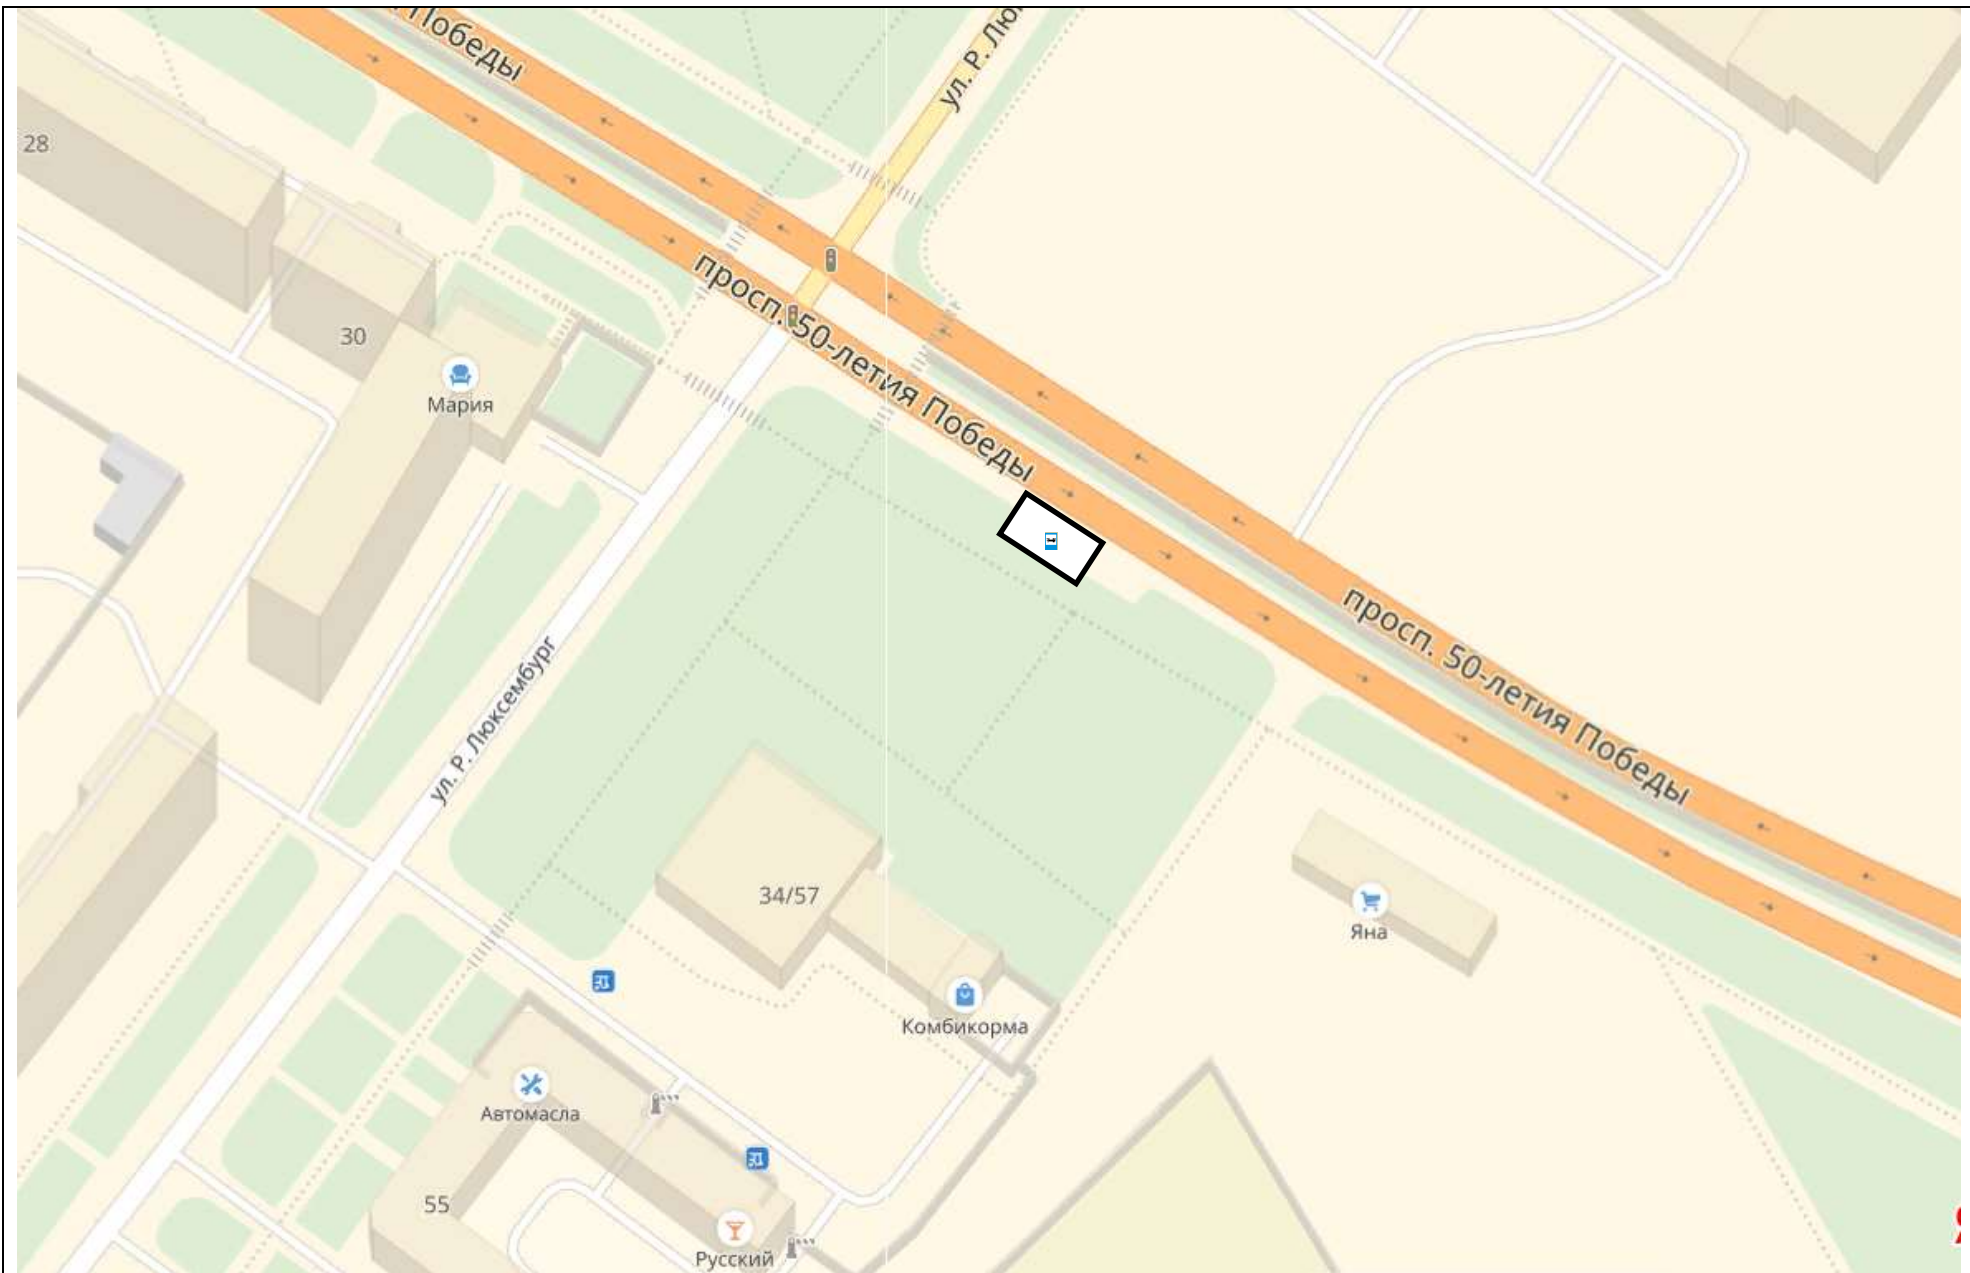 Победы
ул. Р. Лю
28
просп. 50-летия Победы
30
Мария
просп. 50-летия Победы
ул. Р. Люксембург
34/57
Яна
Комбикорма
Автомасла
55
Русский